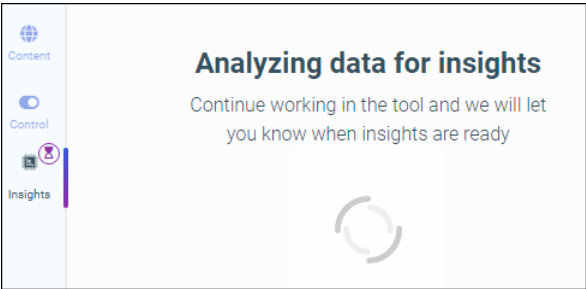 Content
Control
Insights
Analyzing data for insights
Continue working in the tool and we will let
you know when insights are ready